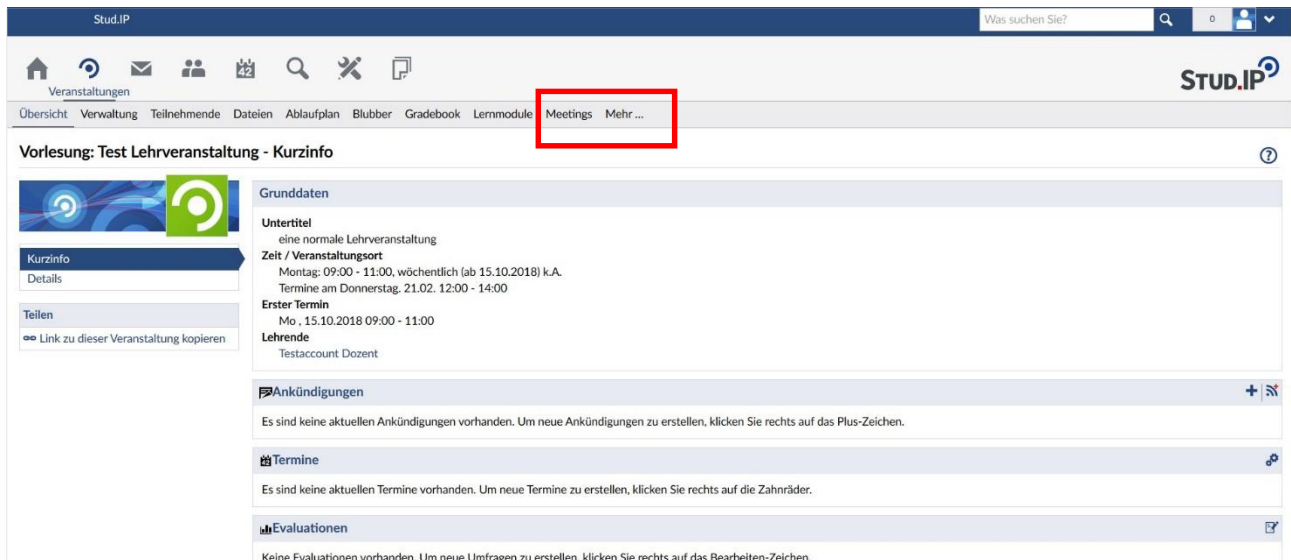 Stud.IP
Was suchen Sie?
0
42
Veranstaltungen
STUD.IP
Übersicht Verwaltung Teilnehmende Dateien Ablaufplan Blubber Gradebook Lernmodule Meetings Mehr ...
Vorlesung: Test Lehrveranstaltung - Kurzinfo
?
Kurzinfo
Details
Teilen
Link zu dieser Veranstaltung kopieren
Grunddaten
Untertitel
eine normale Lehrveranstaltung
Zeit / Veranstaltungsort
Montag: 09:00 - 11:00, wöchentlich (ab 15.10.2018) k.A.
Termine am Donnerstag. 21.02. 12:00 - 14:00
Erster Termin
Mo , 15.10.2018 09:00 - 11:00
Lehrende
Testaccount Dozent
Ankündigungen
Es sind keine aktuellen Ankündigungen vorhanden. Um neue Ankündigungen zu erstellen, klicken Sie rechts auf das Plus-Zeichen.
Termine
Es sind keine aktuellen Termine vorhanden. Um neue Termine zu erstellen, klicken Sie rechts auf die Zahnräder.
Evaluationen
Keine Evaluationen vorhanden. Um neue Umfragen zu erstellen, klicken Sie rechts auf das Bearbeiten-Zeichen.